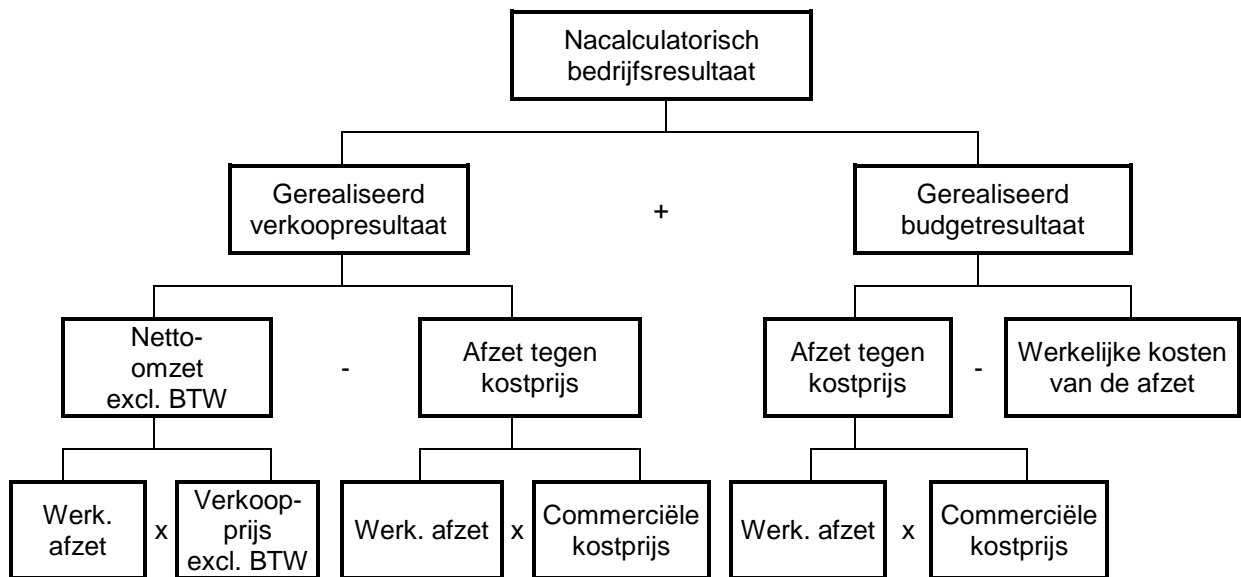 Nacalculatorisch
bedrijfsresultaat
Gerealiseerd
verkoopresultaat
+
Gerealiseerd
budgetresultaat
Netto-
omzet
excl. BTW
-
Afzet tegen
kostprijs
Afzet tegen
kostprijs
-
Werkelijke kosten
van de afzet
Werk.
afzet
x
Verkoop-
prijs
excl. BTW
Werk. afzet
x
Commerciële
kostprijs
Werk. afzet
x
Commerciële
kostprijs